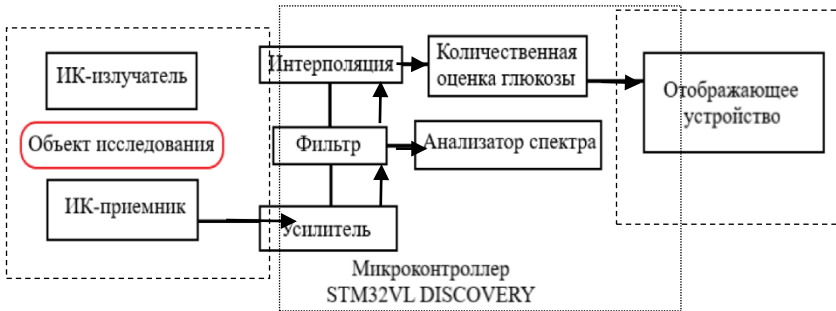 ИК-излучатель
Объект исследования
ИК-приемник
Интерполяция
Фильтр
Усилитель
Количественная
оценка глюкозы
Анализатор спектра
Отображающее
устройство
Микроконтроллер
STM32VL DISCOVERY